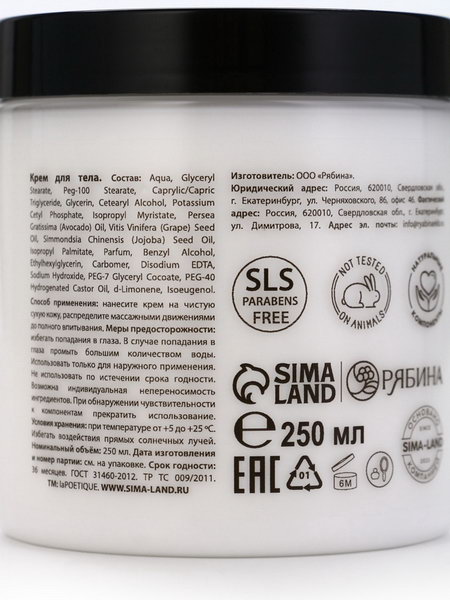 Крем для тела. Состав: Aqua, Glyceryl
Stearate, Peg-100 Stearate, Caprylic/Capric
Triglyceride, Glycerin, Cetearyl Alcohol, Potassium
Cetyl Phosphate, Isopropyl Myristate, Persea
Gratissima (Avocado) Oil, Vitis Vinifera (Grape) Seed
Oil, Simmondsia Chinensis (Jojoba) Seed Oil,
Isopropyl Palmitate, Parfum, Benzyl Alcohol,
Ethylhexylglycerin, Carbomer, Disodium EDTA,
Sodium Hydroxide, PEG-7 Glyceryl Cocoate, PEG-40
Hydrogenated Castor Oil, d-Limonene, Isoeugenol.
Способ применения: нанесите крем на чистую
сухую кожу, распределите массажными движениями
до полного впитывания. Меры предосторожности:
избегать попадания в глаза. В случае попадания в
глаза промыть большим количеством воды.
Использовать только для наружного применения.
Не использовать по истечении срока годности.
Возможна индивидуальная непереносимость
ингредиентов. При обнаружении чувствительности
к компонентам прекратить использование.
Условия хранения: при температуре от +5 до +25 °C.
Избегать воздействия прямых солнечных лучей.
Номинальный объём: 250 мл. Дата изготовления
и номер партии: см. на упаковке. Срок годности:
36 месяцев. ГОСТ 31460-2012. ТР ТС 009/2011.
TM: laPOETIQUE. WWW.SIMA-LAND.RU
Изготовитель: ООО «Рябина».
Юридический адрес: Россия, 620010, Свердловская обл.,
г. Екатеринбург, ул. Черняховского, 86, офис 46. Фактический
адрес: Россия, 620010, Свердловская обл., г. Екатеринбург,
ул. Димитрова, 17. Эл. почта:
SLS
PARABENS
FREE
NOT TESTED
ON ANIMALS
SIMA
LAND
РЯБИНА
℮ 250 мл
ОСНОВАНО
SIMA-LAND
EAC
01
6M